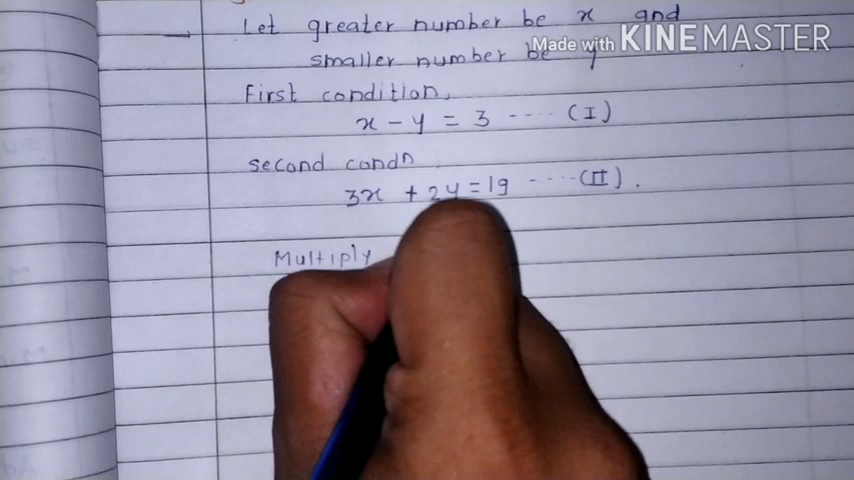 Let greater number be x and
Made with KINEMASTER
smaller number be y
First condition,
x - y = 3 ---- (I)
second condn
3x + 2y = 19 ---- (II).
Multiply